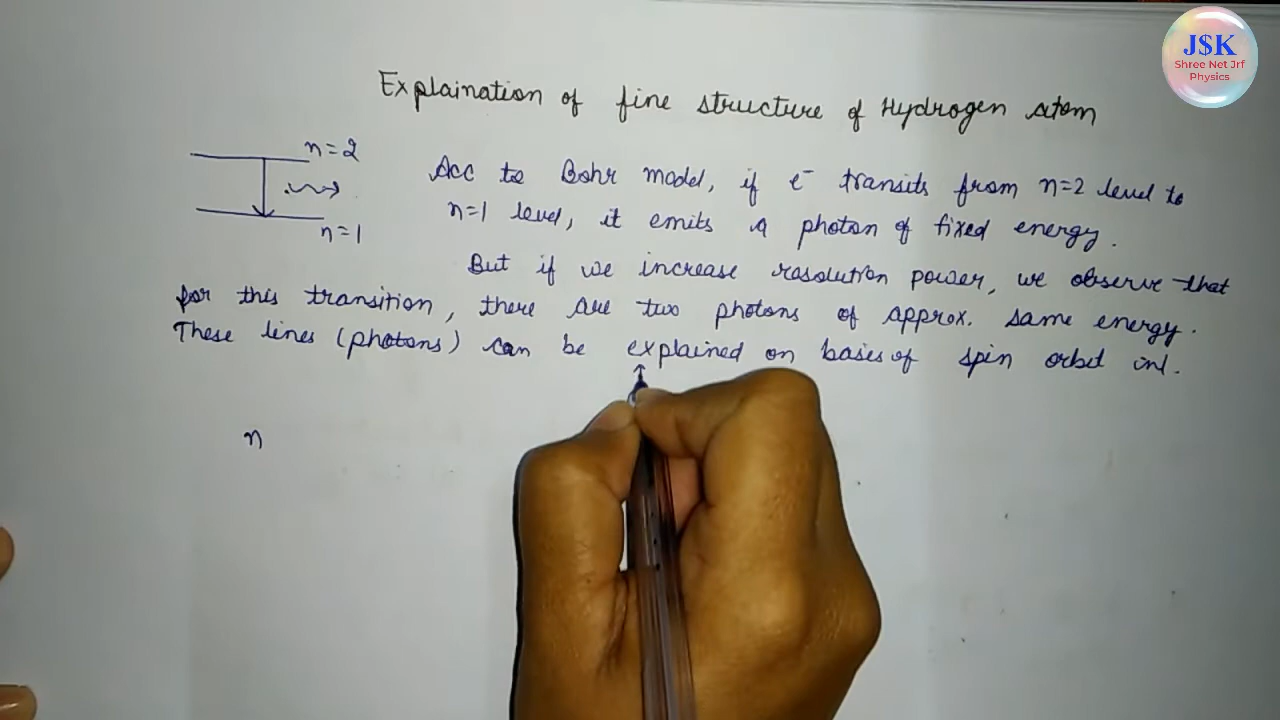 J$K
Shree Net Jrf
Physics
Explaination of fine structure of Hydrogen atom
n=2
n=1
Acc to Bohr model, if e⁻ transits from n=2 level to
n=1 level, it emits a photon of fixed energy.
But if we increase resolution power, we observe that
for this transition, there are two photons of approx. same energy.
These lines (photons) can be explained on bases of spin orbit int.
n